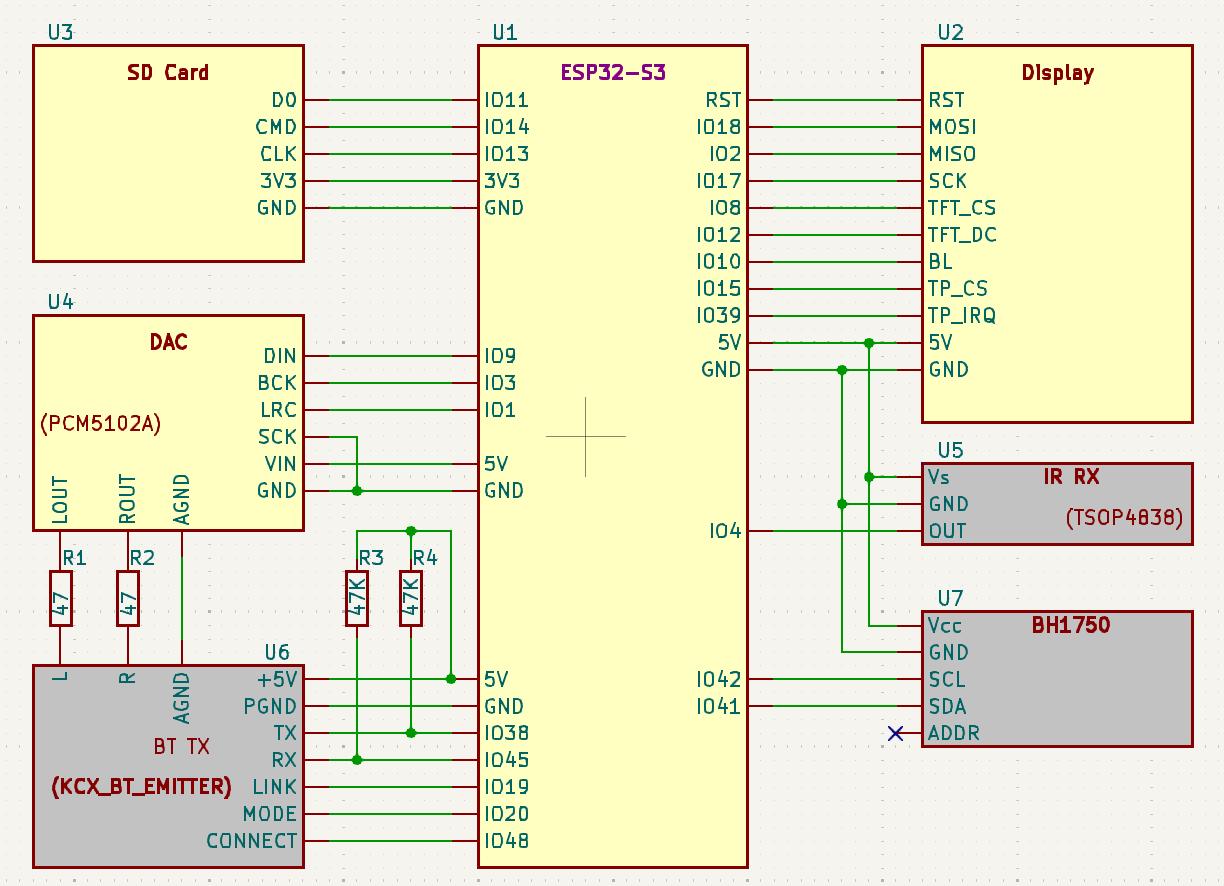 U3
SD Card
D0
CMD
CLK
3V3
GND
U1
ESP32-S3
IO11
IO14
IO13
3V3
GND
IO9
IO3
IO1
5V
GND
5V
GND
IO38
IO45
IO19
IO20
IO48
RST
IO18
IO2
IO17
IO8
IO12
IO10
IO15
IO39
5V
GND
IO4
IO42
IO41
U2
Display
RST
MOSI
MISO
SCK
TFT_CS
TFT_DC
BL
TP_CS
TP_IRQ
5V
GND
U4
DAC
(PCM5102A)
DIN
BCK
LRC
SCK
VIN
GND
LOUT
ROUT
AGND
R1
47
R2
47
R3
47K
R4
47K
U5
IR RX
(TSOP4838)
Vs
GND
OUT
U6
L
R
AGND
BT TX
(KCX_BT_EMITTER)
+5V
PGND
TX
RX
LINK
MODE
CONNECT
U7
BH1750
Vcc
GND
SCL
SDA
ADDR